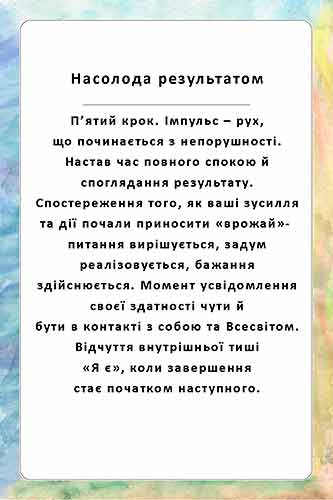 Насолода результатом
П'ятий крок. Імпульс – рух,
що починається з непорушності.
Настав час повного спокою й
споглядання результату.
Спостереження того, як ваші зусилля
та дії почали приносити «врожай»-
питання вирішується, задум
реалізовується, бажання
здійснюється. Момент усвідомлення
своєї здатності чути й
бути в контакті з собою та Всесвітом.
Відчуття внутрішньої тиші
«Я є», коли завершення
стає початком наступного.